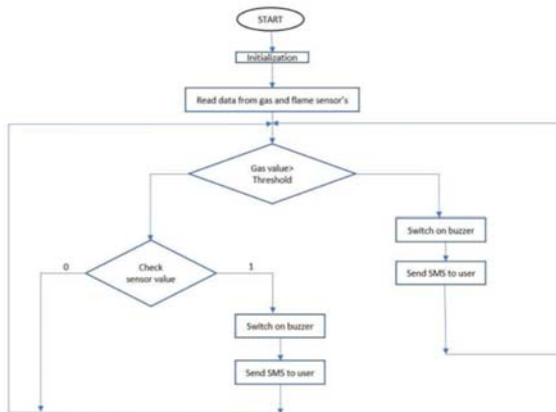 START
Initialization
Read data from gas and flame sensor's
Gas value>
Threshold
Switch on buzzer
Send SMS to user
Check
sensor value
0
1
Switch on buzzer
Send SMS to user